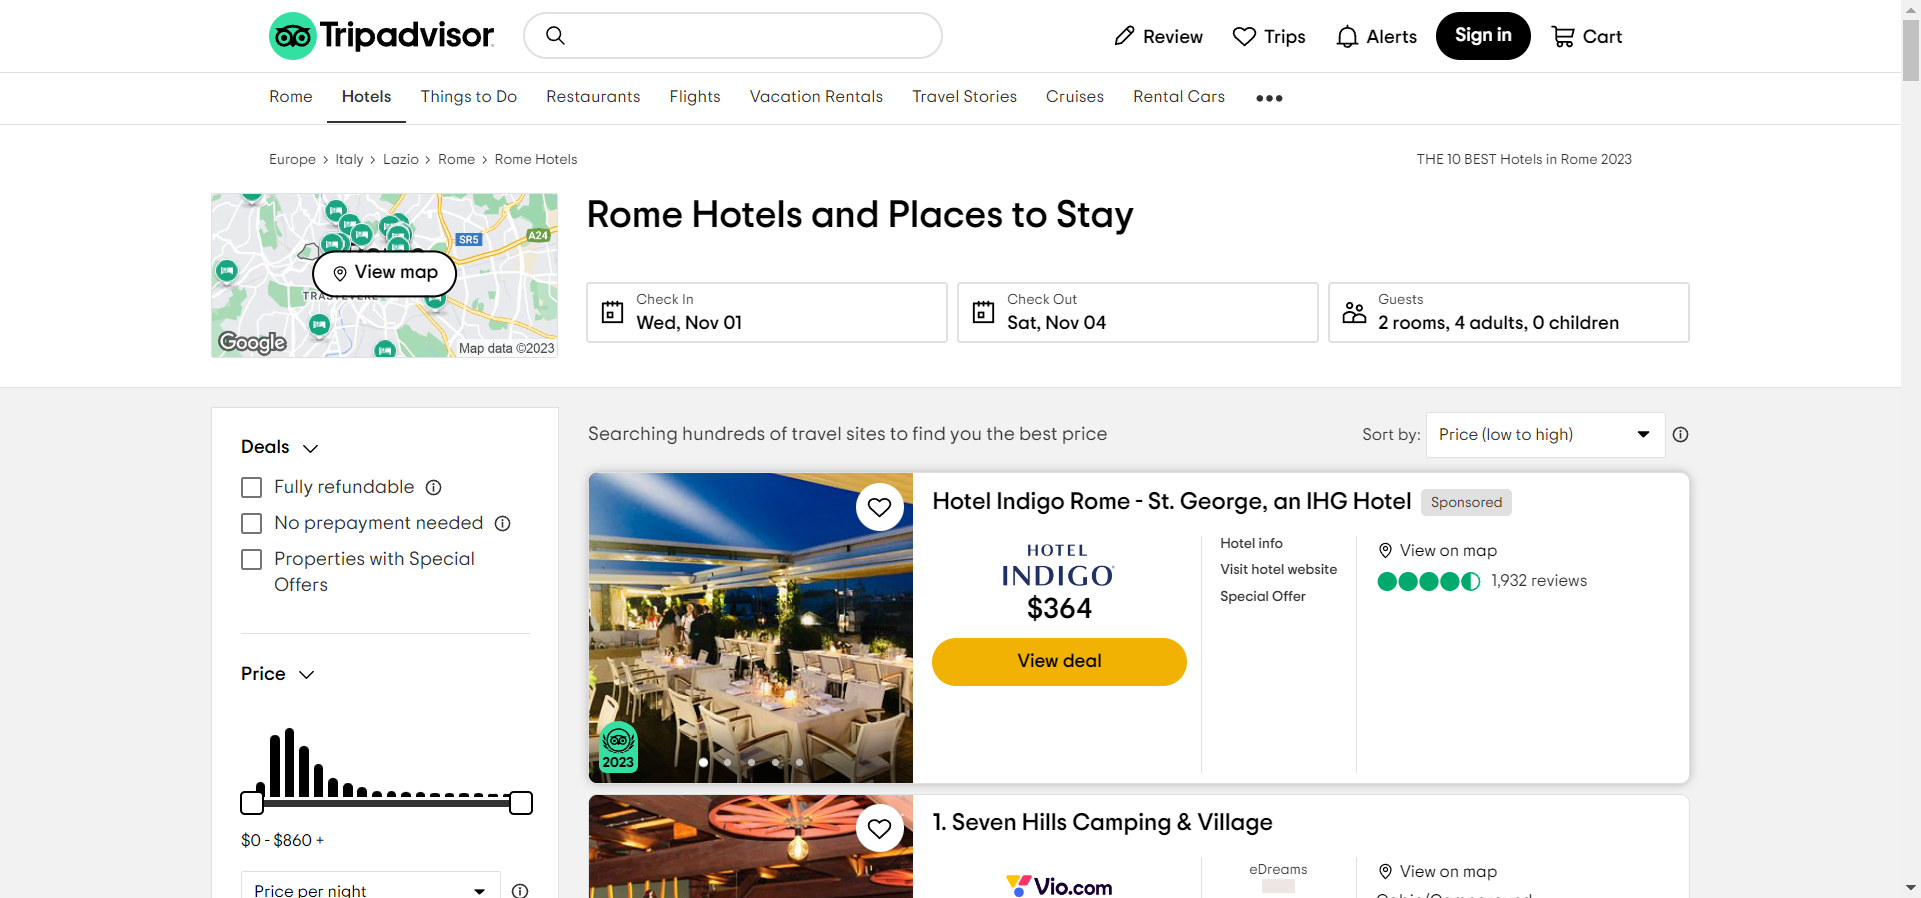 Tripadvisor
Review
Trips
Alerts
Sign in
Cart
Rome
Hotels
Things to Do
Restaurants
Flights
Vacation Rentals
Travel Stories
Cruises
Rental Cars
Europe › Italy › Lazio › Rome › Rome Hotels
THE 10 BEST Hotels in Rome 2023
SR5
A24
View map
Google
Map data ©2023
Rome Hotels and Places to Stay
Check In
Wed, Nov 01
Check Out
Sat, Nov 04
Guests
2 rooms, 4 adults, 0 children
Deals
Fully refundable
No prepayment needed
Properties with Special
Offers
Price
$0 - $860 +
Price per night
Searching hundreds of travel sites to find you the best price
Sort by:
Price (low to high)
2023
Hotel Indigo Rome - St. George, an IHG Hotel
Sponsored
HOTEL
INDIGO
$364
View deal
Hotel info
Visit hotel website
Special Offer
View on map
1,932 reviews
1. Seven Hills Camping & Village
Vio.com
eDreams
View on map